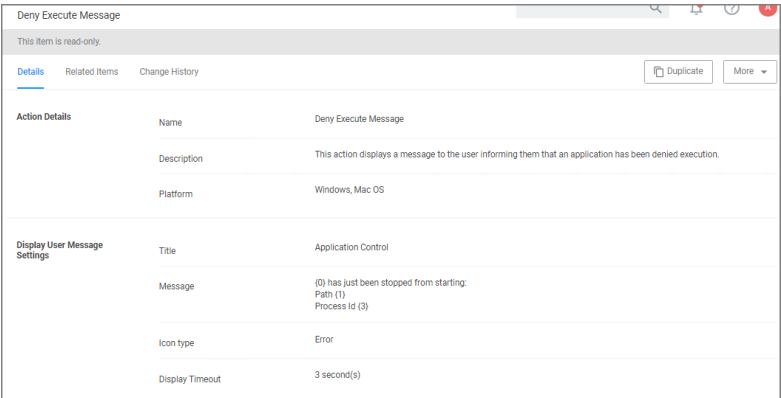 Deny Execute Message
A
This item is read-only.
Details Related Items Change History Duplicate More
Action Details
Name Deny Execute Message
Description This action displays a message to the user informing them that an application has been denied execution.
Platform Windows, Mac OS
Display User Message Settings
Title Application Control
Message {0} has just been stopped from starting:
Path {1}
Process Id {3}
Icon type Error
Display Timeout 3 second(s)